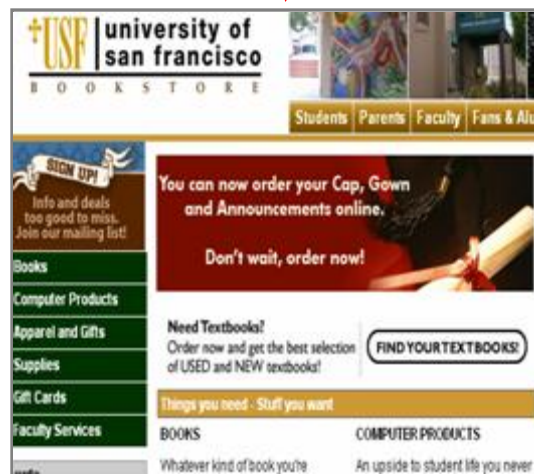 USF university of
san francisco
BOOKSTORE
Students Parents Faculty Fans & Alu
SIGN UP!
Info and deals
too good to miss.
Join our mailing list!
Books
Computer Products
Apparel and Gifts
Supplies
Gift Cards
Faculty Services
You can now order your Cap, Gown
and Announcements online.
Don't wait, order now!
Need Textbooks?
Order now and get the best selection
of USED and NEW textbooks!
FIND YOUR TEXTBOOKS!
Things you need - Stuff you want
BOOKS
Whatever kind of book you're
COMPUTER PRODUCTS
An upside to student life you never